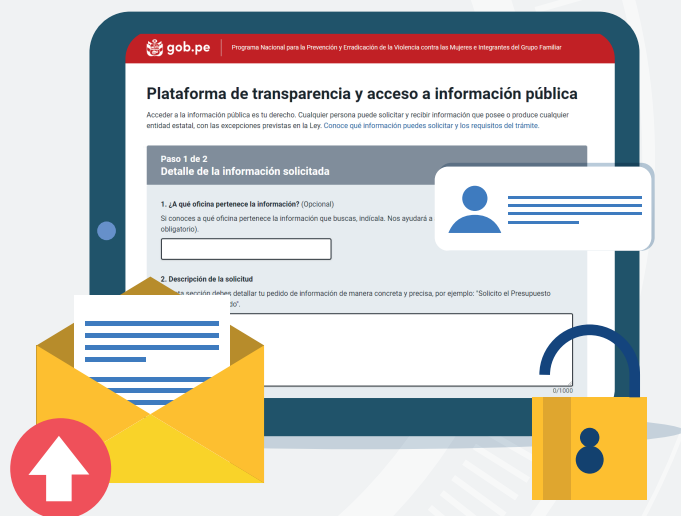 gob.pe Programa Nacional para la Prevención y Erradicación de la Violencia contra las Mujeres e Integrantes del Grupo Familiar
Plataforma de transparencia y acceso a información pública
Acceder a la información pública es tu derecho. Cualquier persona puede solicitar y recibir información que posee o produce cualquier
entidad estatal, con las excepciones previstas en la Ley. Conoce qué información puedes solicitar y los requisitos del trámite.
Paso 1 de 2
Detalle de la información solicitada
1. ¿A qué oficina pertenece la información? (Opcional)
Si conoces a qué oficina pertenece la información que buscas, indícala. Nos ayudará a
obligatorio).
2. Descripción de la solicitud
sección debes detallar tu pedido de información de manera concreta y precisa, por ejemplo: "Solicito el Presupuesto
0/1000